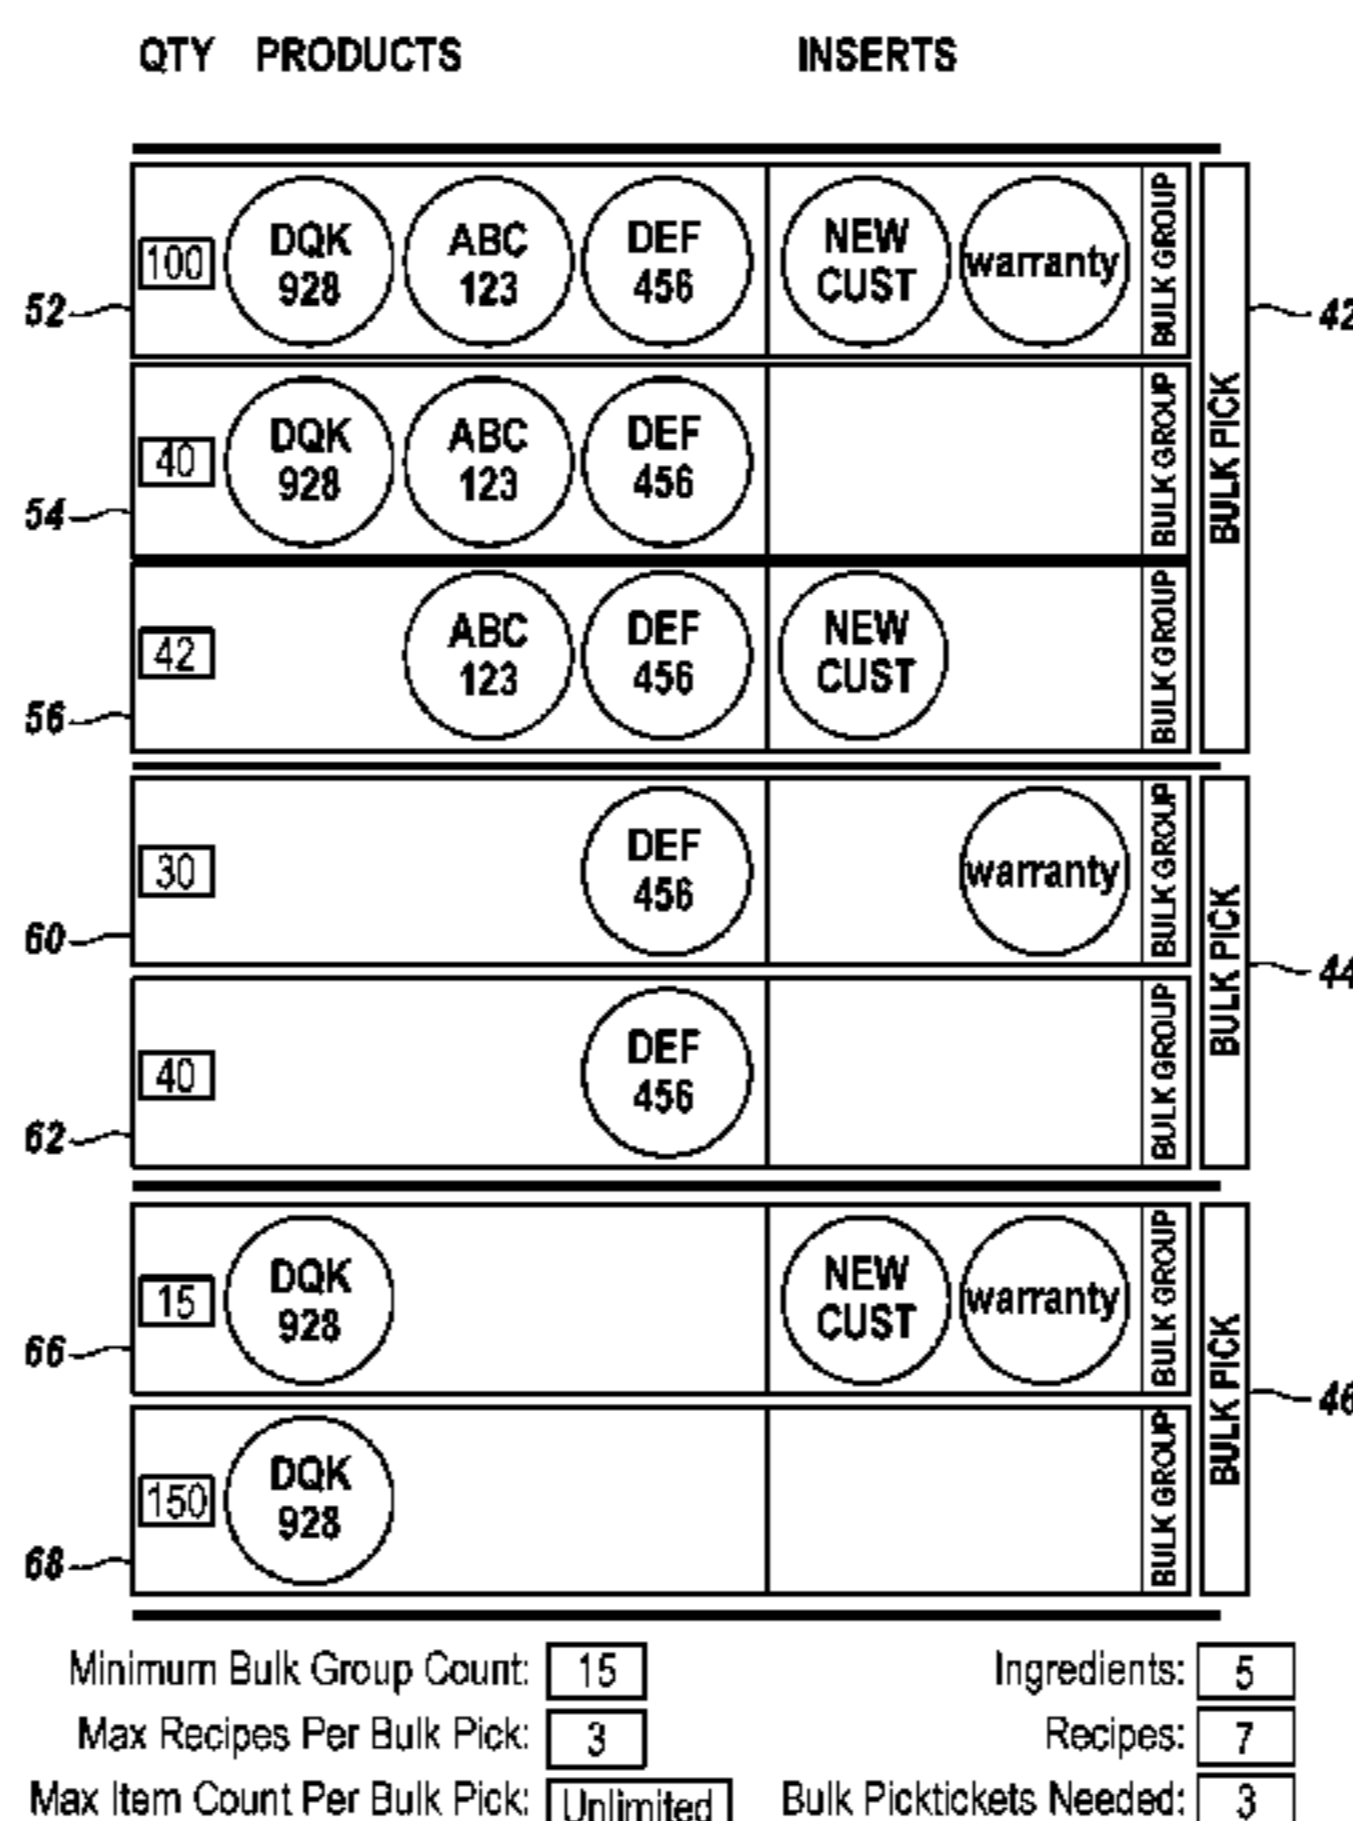 QTY PRODUCTS INSERTS
100 DQK 928 ABC 123 DEF 456 NEW CUST warranty BULK GROUP
52
42
40 DQK 928 ABC 123 DEF 456 BULK GROUP
54
BULK PICK
42 ABC 123 DEF 456 NEW CUST BULK GROUP
56
30 DEF 456 warranty BULK GROUP
60
44
BULK PICK
40 DEF 456 BULK GROUP
62
15 DQK 928 NEW CUST warranty BULK GROUP
66
46
BULK PICK
150 DQK 928 BULK GROUP
68
Minimum Bulk Group Count: 15 Ingredients: 5
Max Recipes Per Bulk Pick: 3 Recipes: 7
Max Item Count Per Bulk Pick: Unlimited Bulk Picktickets Needed: 3